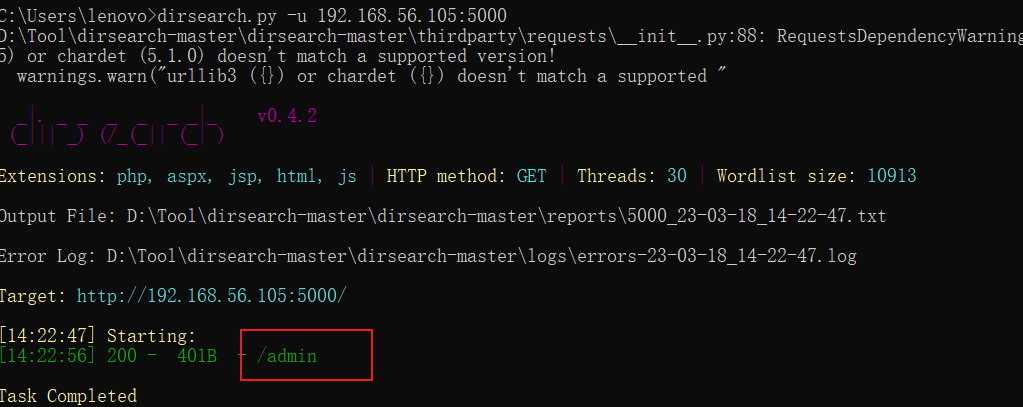 C:\Users\lenovo>dirsearch.py -u 192.168.56.105:5000
D:\Tool\dirsearch-master\dirsearch-master\thirdparty\requests\__init__.py:88: RequestsDependencyWarning
5) or chardet (5.1.0) doesn't match a supported version!
  warnings.warn("urllib3 ({}) or chardet ({}) doesn't match a supported "
dirsearch v0.4.2
Extensions: php, aspx, jsp, html, js | HTTP method: GET | Threads: 30 | Wordlist size: 10913
Output File: D:\Tool\dirsearch-master\dirsearch-master\reports\5000_23-03-18_14-22-47.txt
Error Log: D:\Tool\dirsearch-master\dirsearch-master\logs\errors-23-03-18_14-22-47.log
Target: http://192.168.56.105:5000/
[14:22:47] Starting:
[14:22:56] 200 -  401B  - /admin
Task Completed